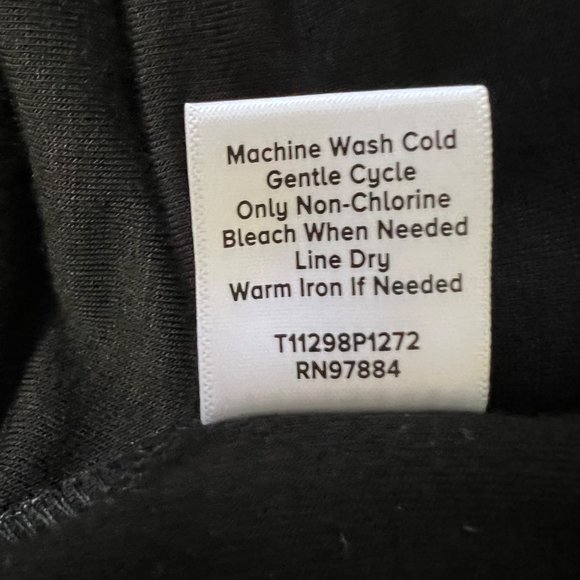 Machine Wash Cold
Gentle Cycle
Only Non-Chlorine
Bleach When Needed
Line Dry
Warm Iron If Needed
T11298P1272
RN97884